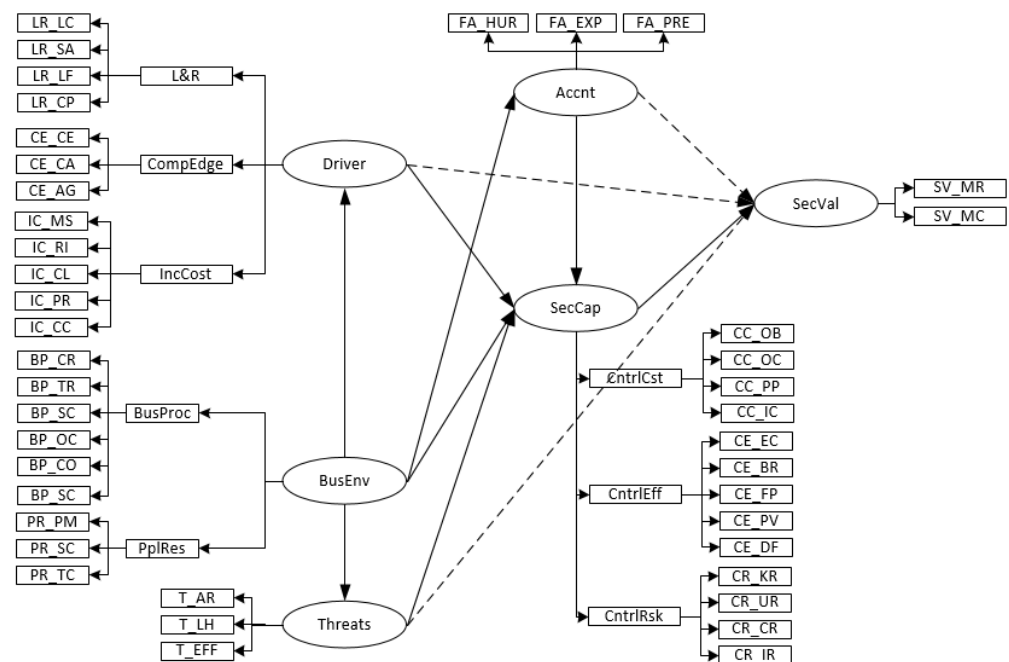 FA_HUR
FA_EXP
FA_PRE
LR_LC
LR_SA
LR_LF
LR_CP
L&R
Accnt
CE_CE
CE_CA
CE_AG
CompEdge
Driver
SecVal
SV_MR
SV_MC
IC_MS
IC_RI
IC_CL
IC_PR
IC_CC
IncCost
SecCap
BP_CR
BP_TR
BP_SC
BP_OC
BP_CO
BP_SC
BusProc
CntrlCst
CC_OB
CC_OC
CC_PP
CC_IC
BusEnv
CntrlEff
CE_EC
CE_BR
CE_FP
CE_PV
CE_DF
PR_PM
PR_SC
PR_TC
PplRes
T_AR
T_LH
T_EFF
Threats
CntrlRsk
CR_KR
CR_UR
CR_CR
CR_IR